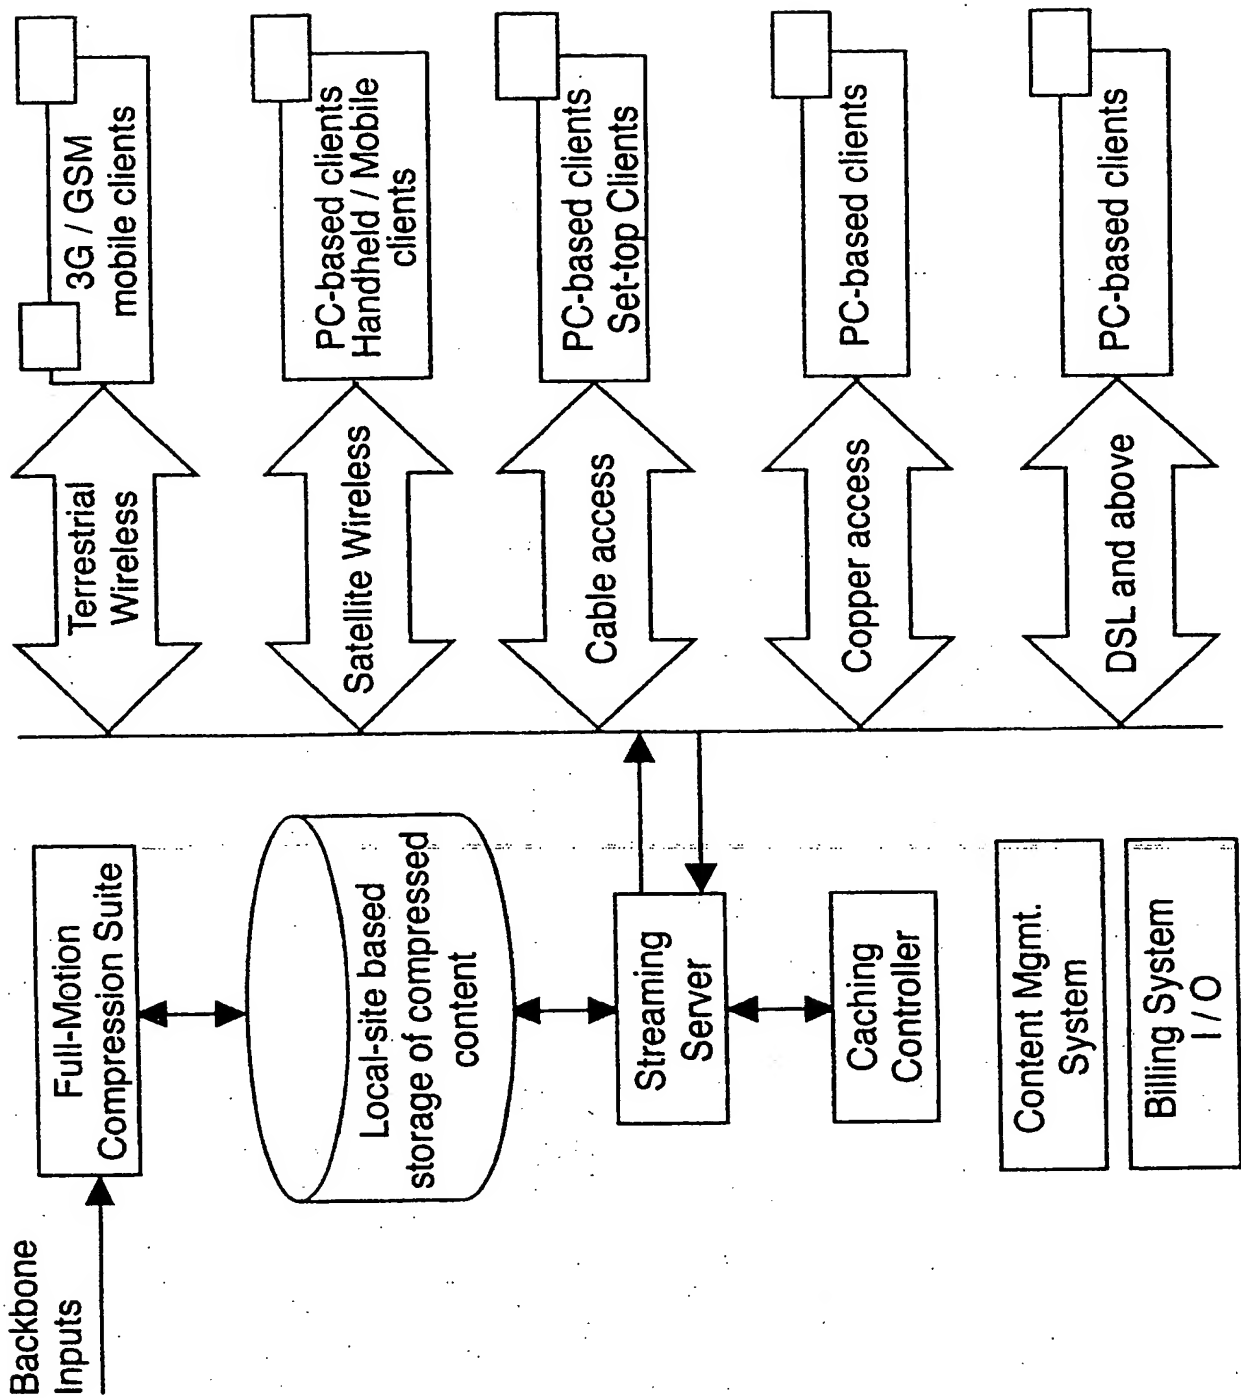 Backbone
Inputs
Full-Motion
Compression Suite
Local-site based
storage of compressed
content
Streaming
Server
Caching
Controller
Content Mgmt.
System
Billing System
I / O
Terrestrial
Wireless
Satellite Wireless
Cable access
Copper access
DSL and above
3G / GSM
mobile clients
PC-based clients
Handheld / Mobile
clients
PC-based clients
Set-top Clients
PC-based clients
PC-based clients